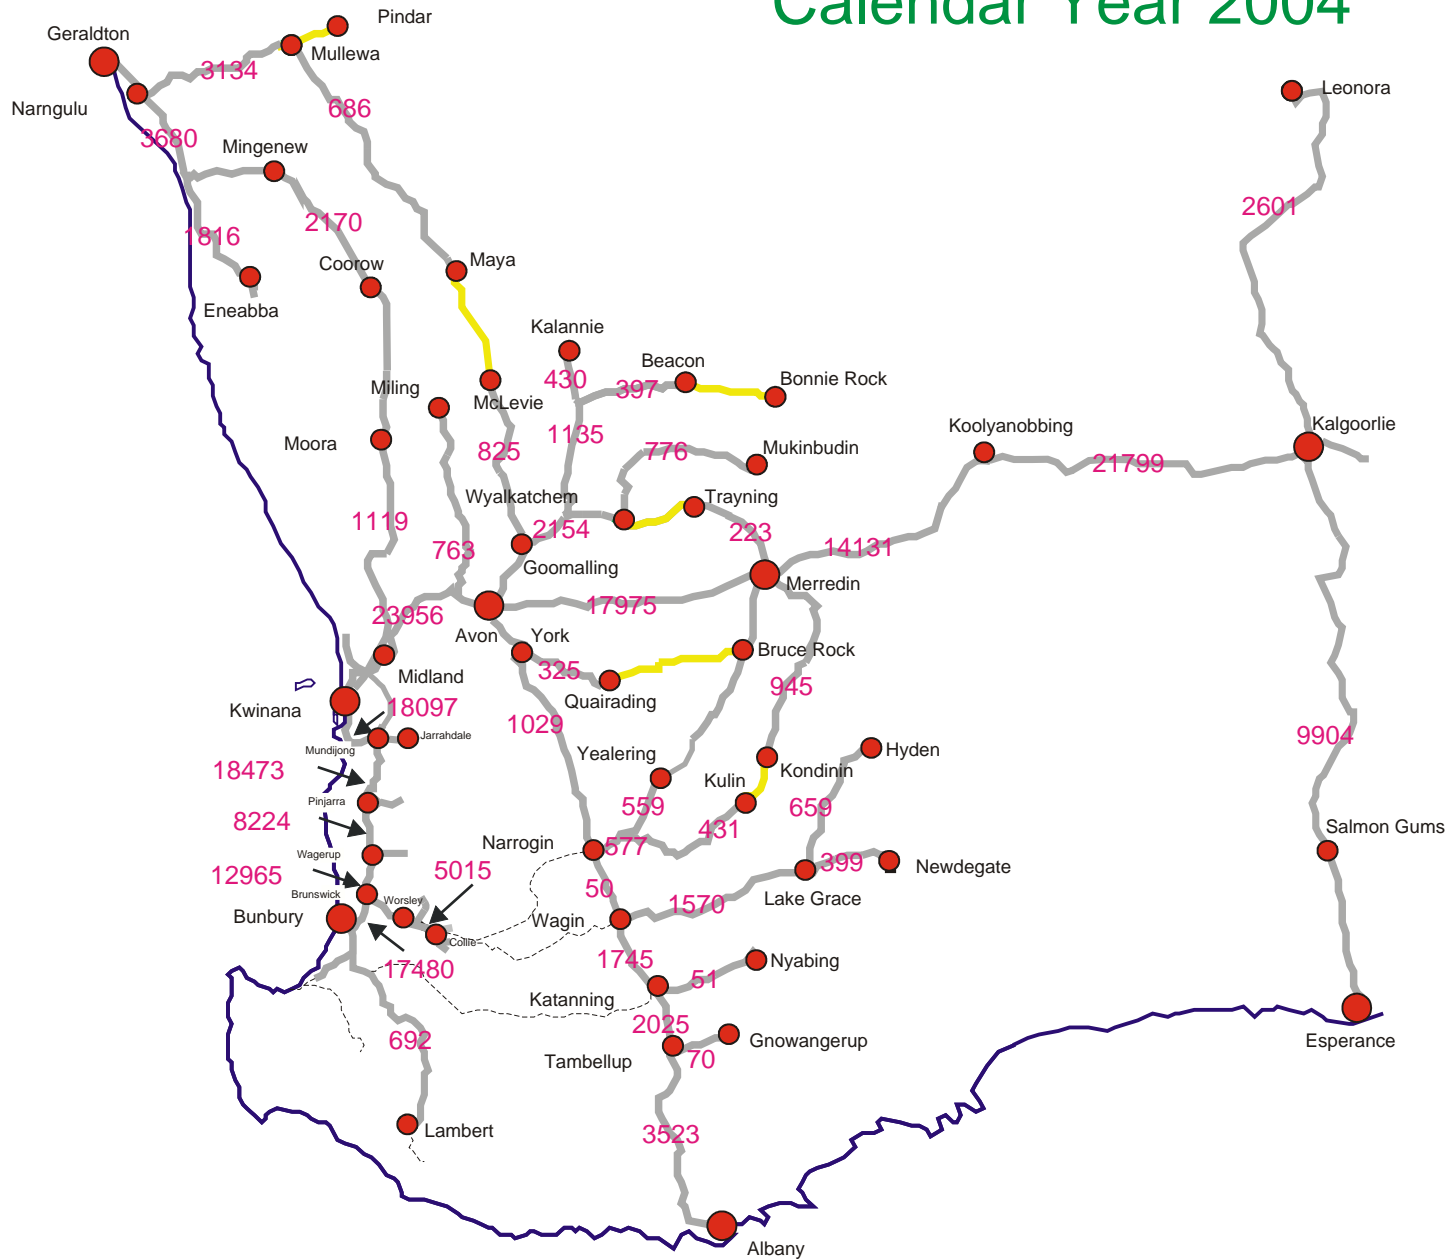 Calendar Year 2004
Pindar
Geraldton
Mullewa
3134
Leonora
Narngulu
686
3680
Mingenew
2601
2170
1816
Coorow
Maya
Eneabba
Kalannie
Beacon
430
397
Bonnie Rock
Miling
McLevie
Kalgoorlie
Koolyanobbing
Moora
1135
825
776
Mukinbudin
21799
Wyalkatchem
Trayning
1119
2154
223
763
14131
Goomalling
Merredin
17975
23956
Avon
York
Bruce Rock
325
Midland
945
Quairading
Kwinana
18097
1029
Jarrahdale
9904
Mundijong
Hyden
Yealering
18473
Kulin
Kondinin
Pinjarra
559
659
8224
431
Salmon Gums
Narrogin
577
Wagerup
399
Newdegate
12965
5015
50
Brunswick
Worsley
1570
Lake Grace
Bunbury
Wagin
Collie
1745
17480
51
Nyabing
Katanning
2025
692
Tambellup
70
Gnowangerup
Esperance
Lambert
3523
Albany